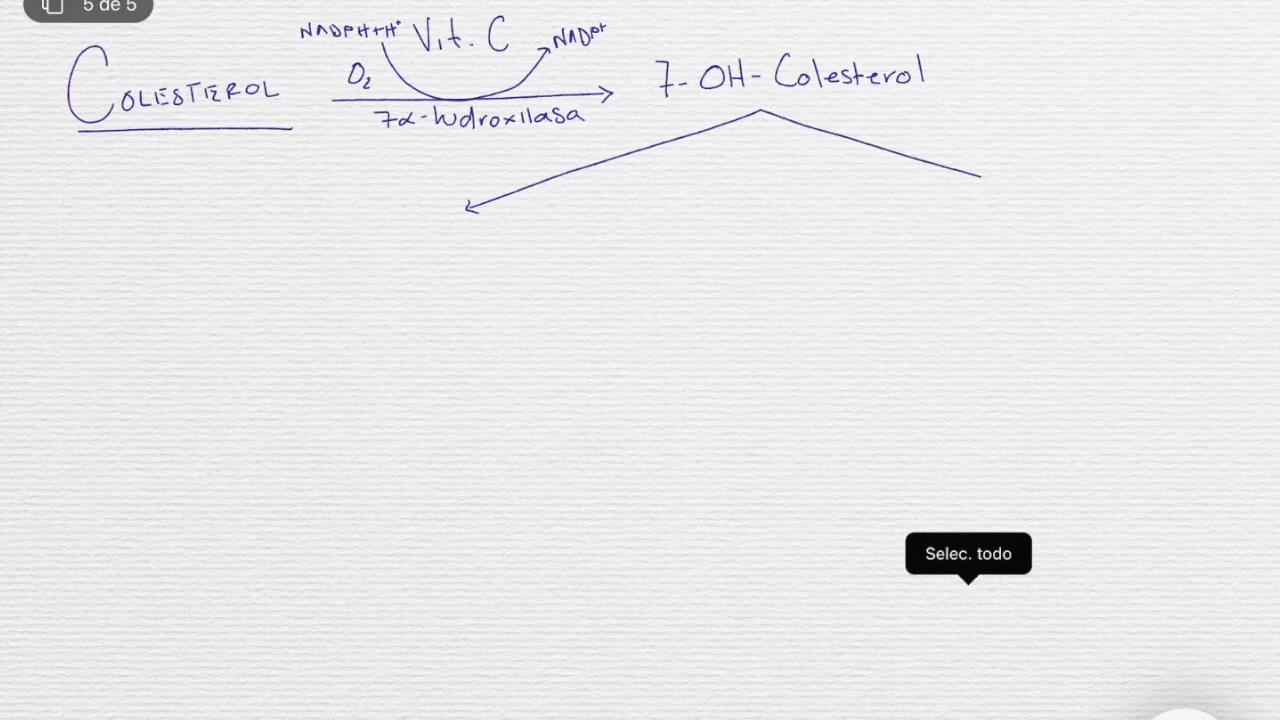 5 de 5
NADPH+H⁺ Vit. C NADP⁺
COLESTEROL O₂ 7-OH-Colesterol
7α-hidroxilasa
Selec. todo